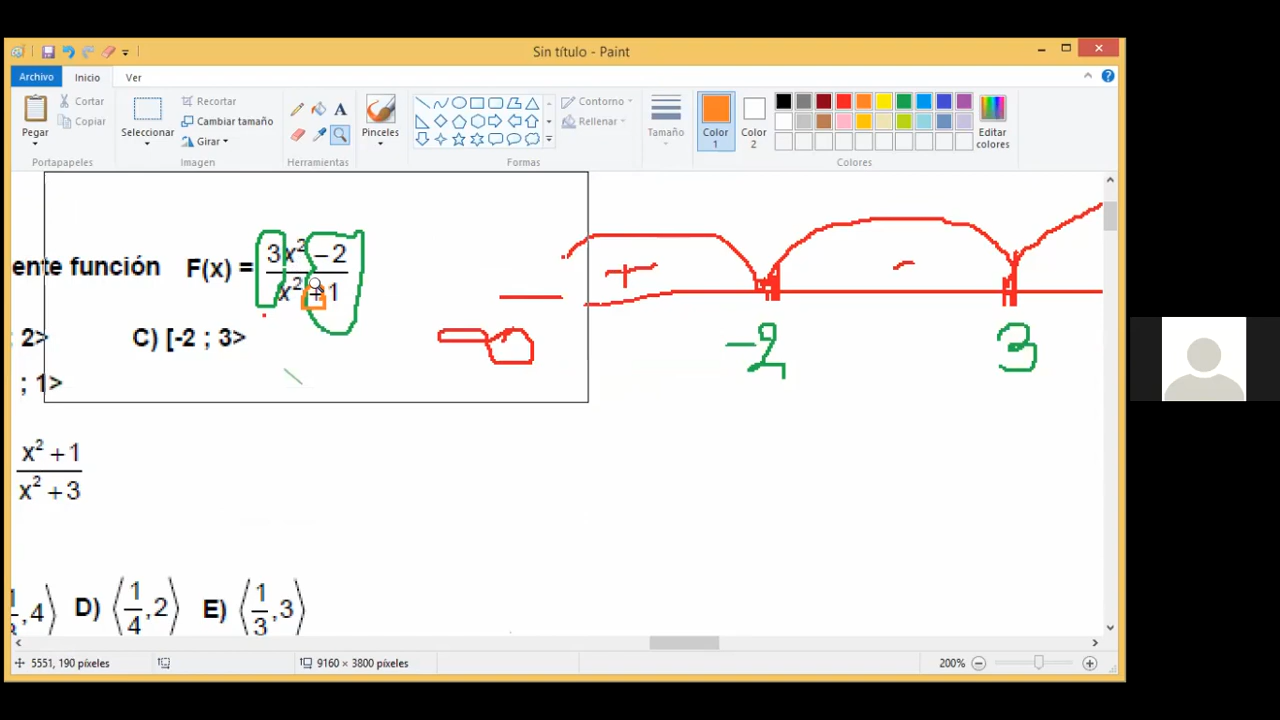 Sin título - Paint
Archivo Inicio Ver
Pegar
Cortar
Copiar
Portapapeles
Seleccionar
Recortar
Cambiar tamaño
Girar
Imagen
A
Herramientas
Pinceles
Contorno
Rellenar
Formas
Tamaño
Color 1
Color 2
Editar colores
Colores
ente función F(x) = 3x² − 2 / x² + 1
; 2> C) [-2 ; 3>
; 1>
+ -
-2 3
x² + 1 / x² + 3
,4⟩ D) ⟨1/4, 2⟩ E) ⟨1/3, 3⟩
5551, 190 píxeles 9160 × 3800 píxeles 200%